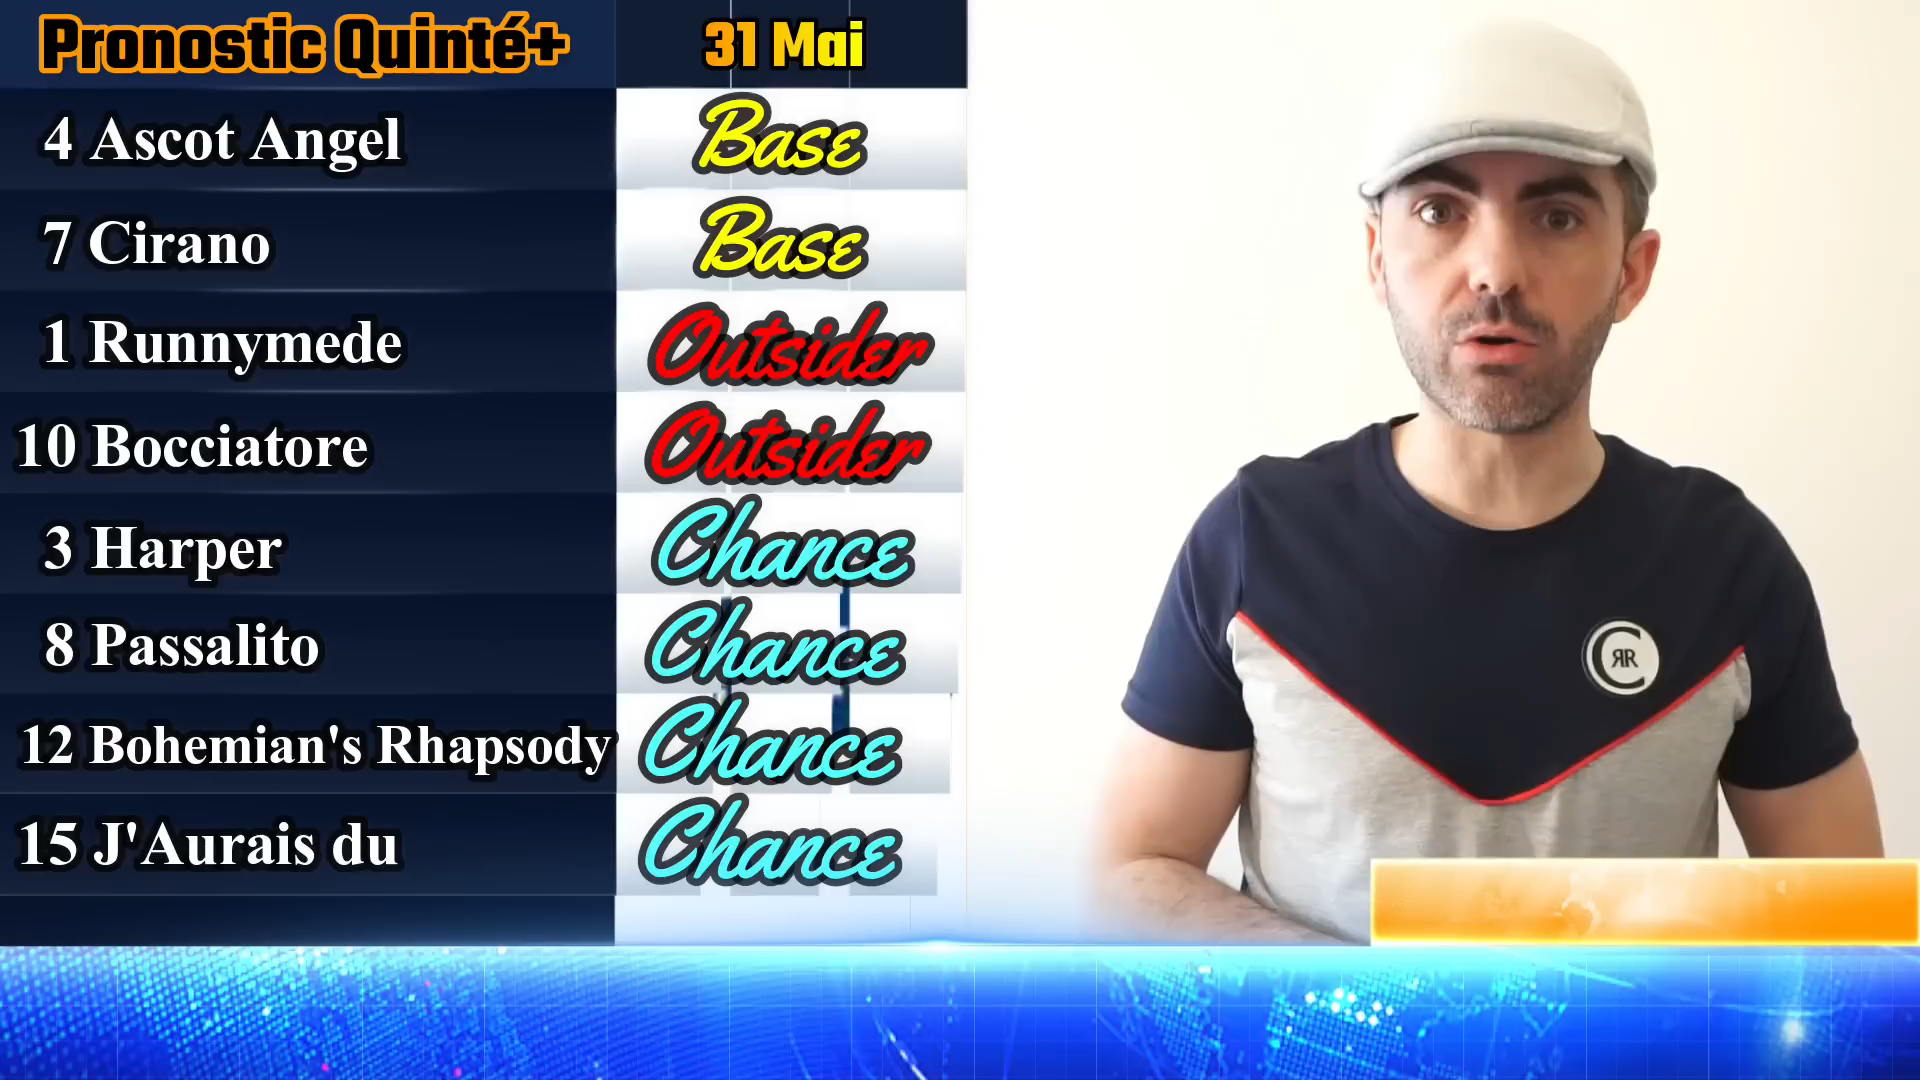 Pronostic Quinté+ 31 Mai
4 Ascot Angel Base
7 Cirano Base
1 Runnymede Outsider
10 Bocciatore Outsider
3 Harper Chance
8 Passalito Chance
12 Bohemian's Rhapsody Chance
15 J'Aurais du Chance
CRR